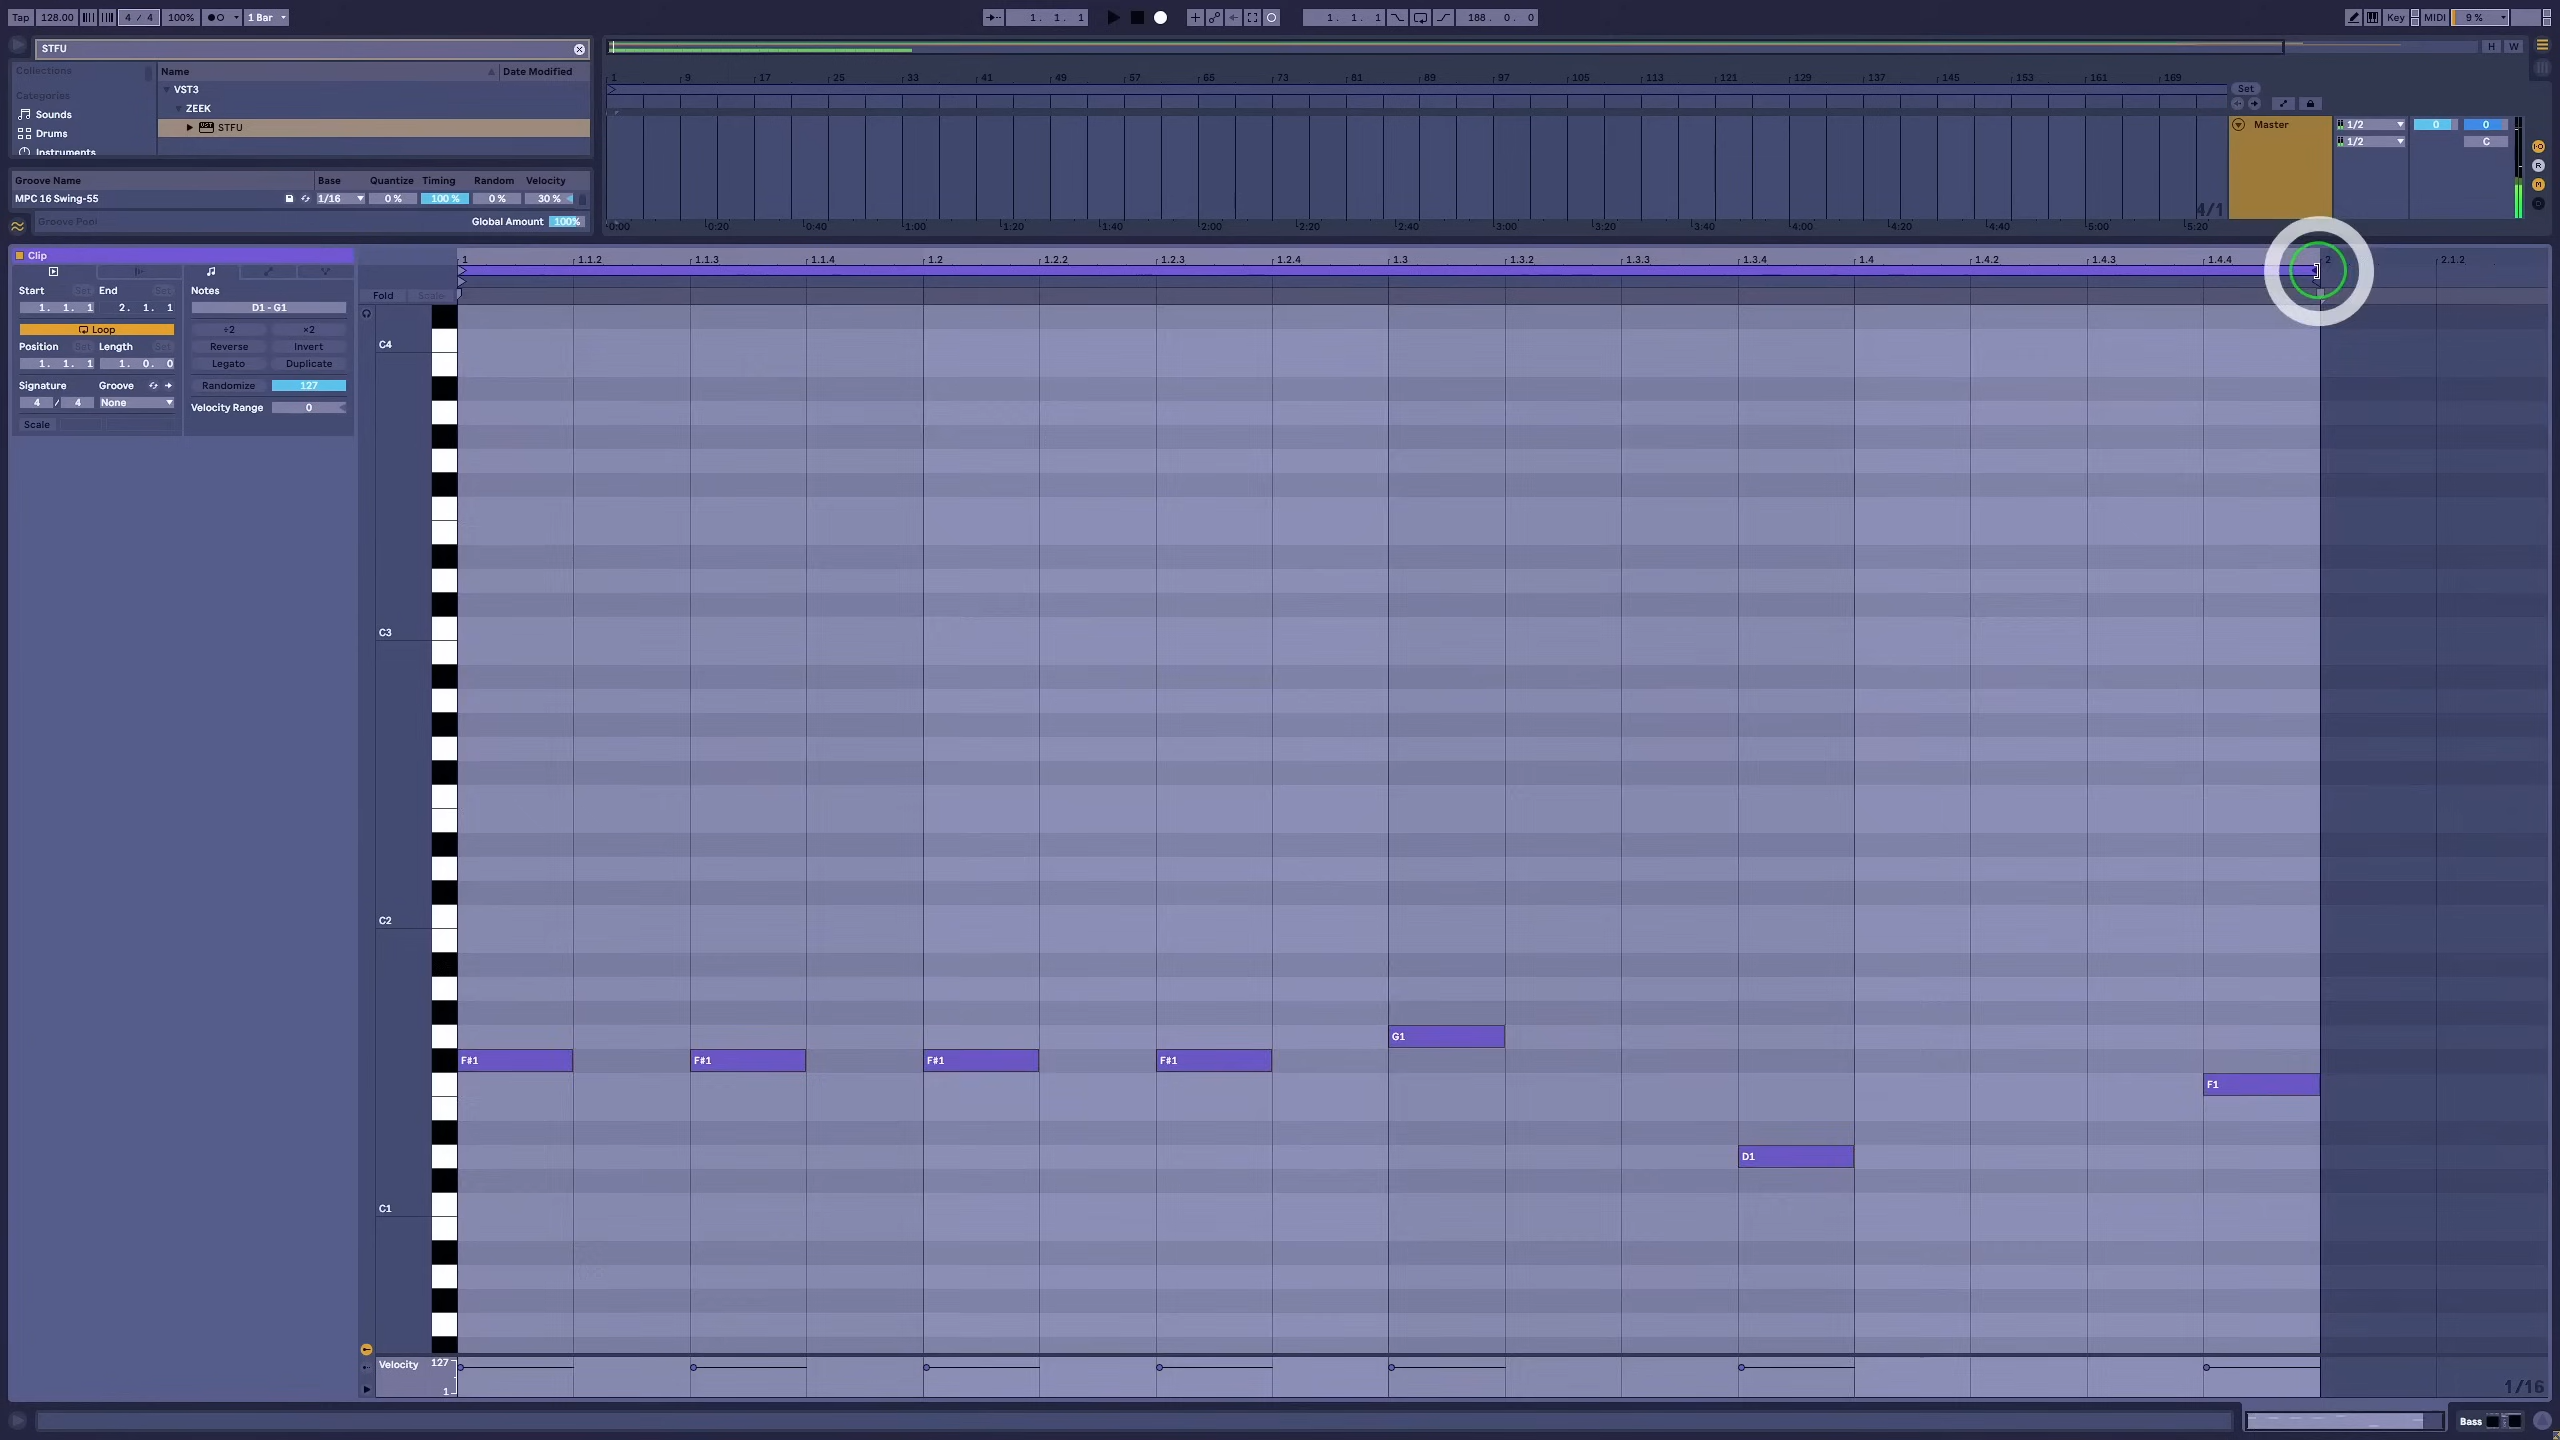 Tap 128.00 4 / 4 100% 1 Bar 1. 1. 1 1. 1. 1 188. 0. 0 Key MIDI 9 %
STFU
H W
Collections
Categories
Sounds
Drums
Instruments
Name Date Modified
VST3
ZEEK
STFU
1 9 17 25 33 41 49 57 65 73 81 89 97 105 113 121 129 137 145 153 161 169
Set
Master 1/2 0 0
1/2 C
4/1
0:00 0:20 0:40 1:00 1:20 1:40 2:00 2:20 2:40 3:00 3:20 3:40 4:00 4:20 4:40 5:00 5:20
Groove Name Base Quantize Timing Random Velocity
MPC 16 Swing-55 1/16 0 % 100 % 0 % 30 %
Groove Pool Global Amount 100%
Clip
Start Set End Set
1. 1. 1 2. 1. 1
Loop
Position Set Length Set
1. 1. 1 1. 0. 0
Signature Groove
4 / 4 None
Scale
Notes
D1 - G1
÷2 ×2
Reverse Invert
Legato Duplicate
Randomize 127
Velocity Range 0
1 1.1.2 1.1.3 1.1.4 1.2 1.2.2 1.2.3 1.2.4 1.3 1.3.2 1.3.3 1.3.4 1.4 1.4.2 1.4.3 1.4.4 2 2.1.2
Fold Scale
C4
C3
C2
G1
F#1 F#1 F#1 F#1
F1
D1
C1
Velocity 127
1
1/16
Bass